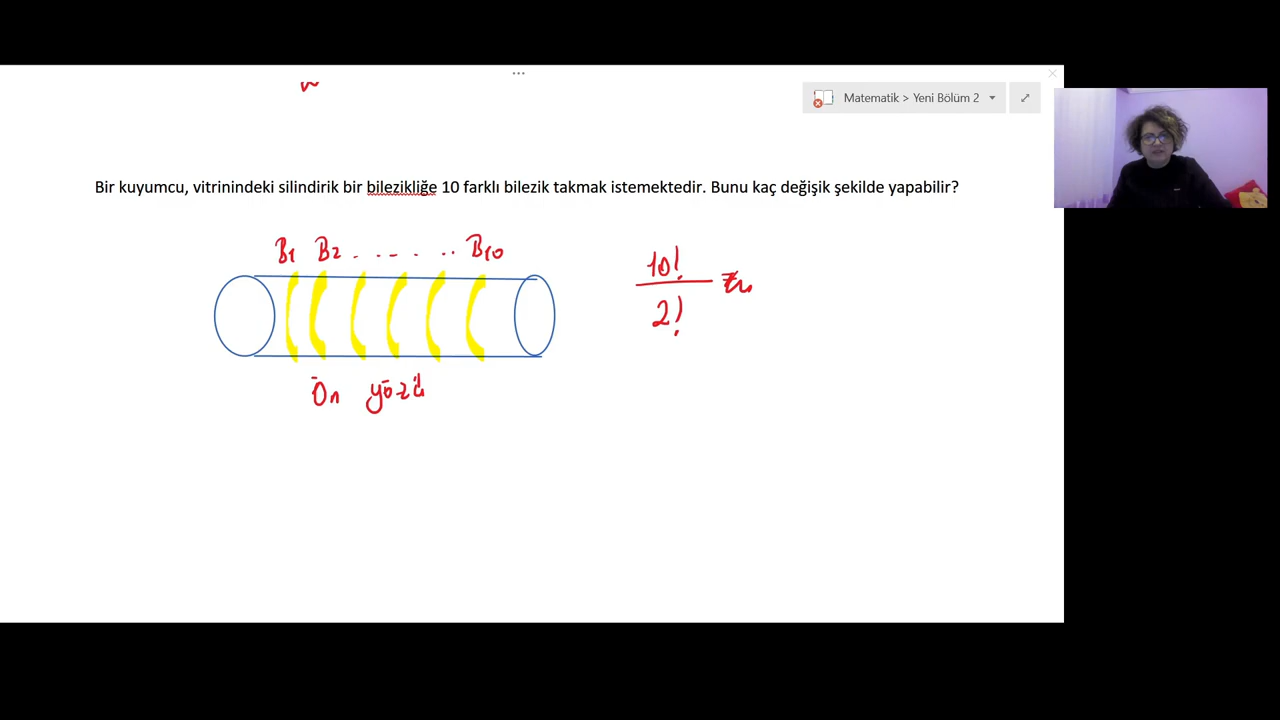 Matematik > Yeni Bölüm 2
Bir kuyumcu, vitrinindeki silindirik bir bilezikliğe 10 farklı bilezik takmak istemektedir. Bunu kaç değişik şekilde yapabilir?
B1 B2 . . . . . . B10
10!
2!
Ön yüzü